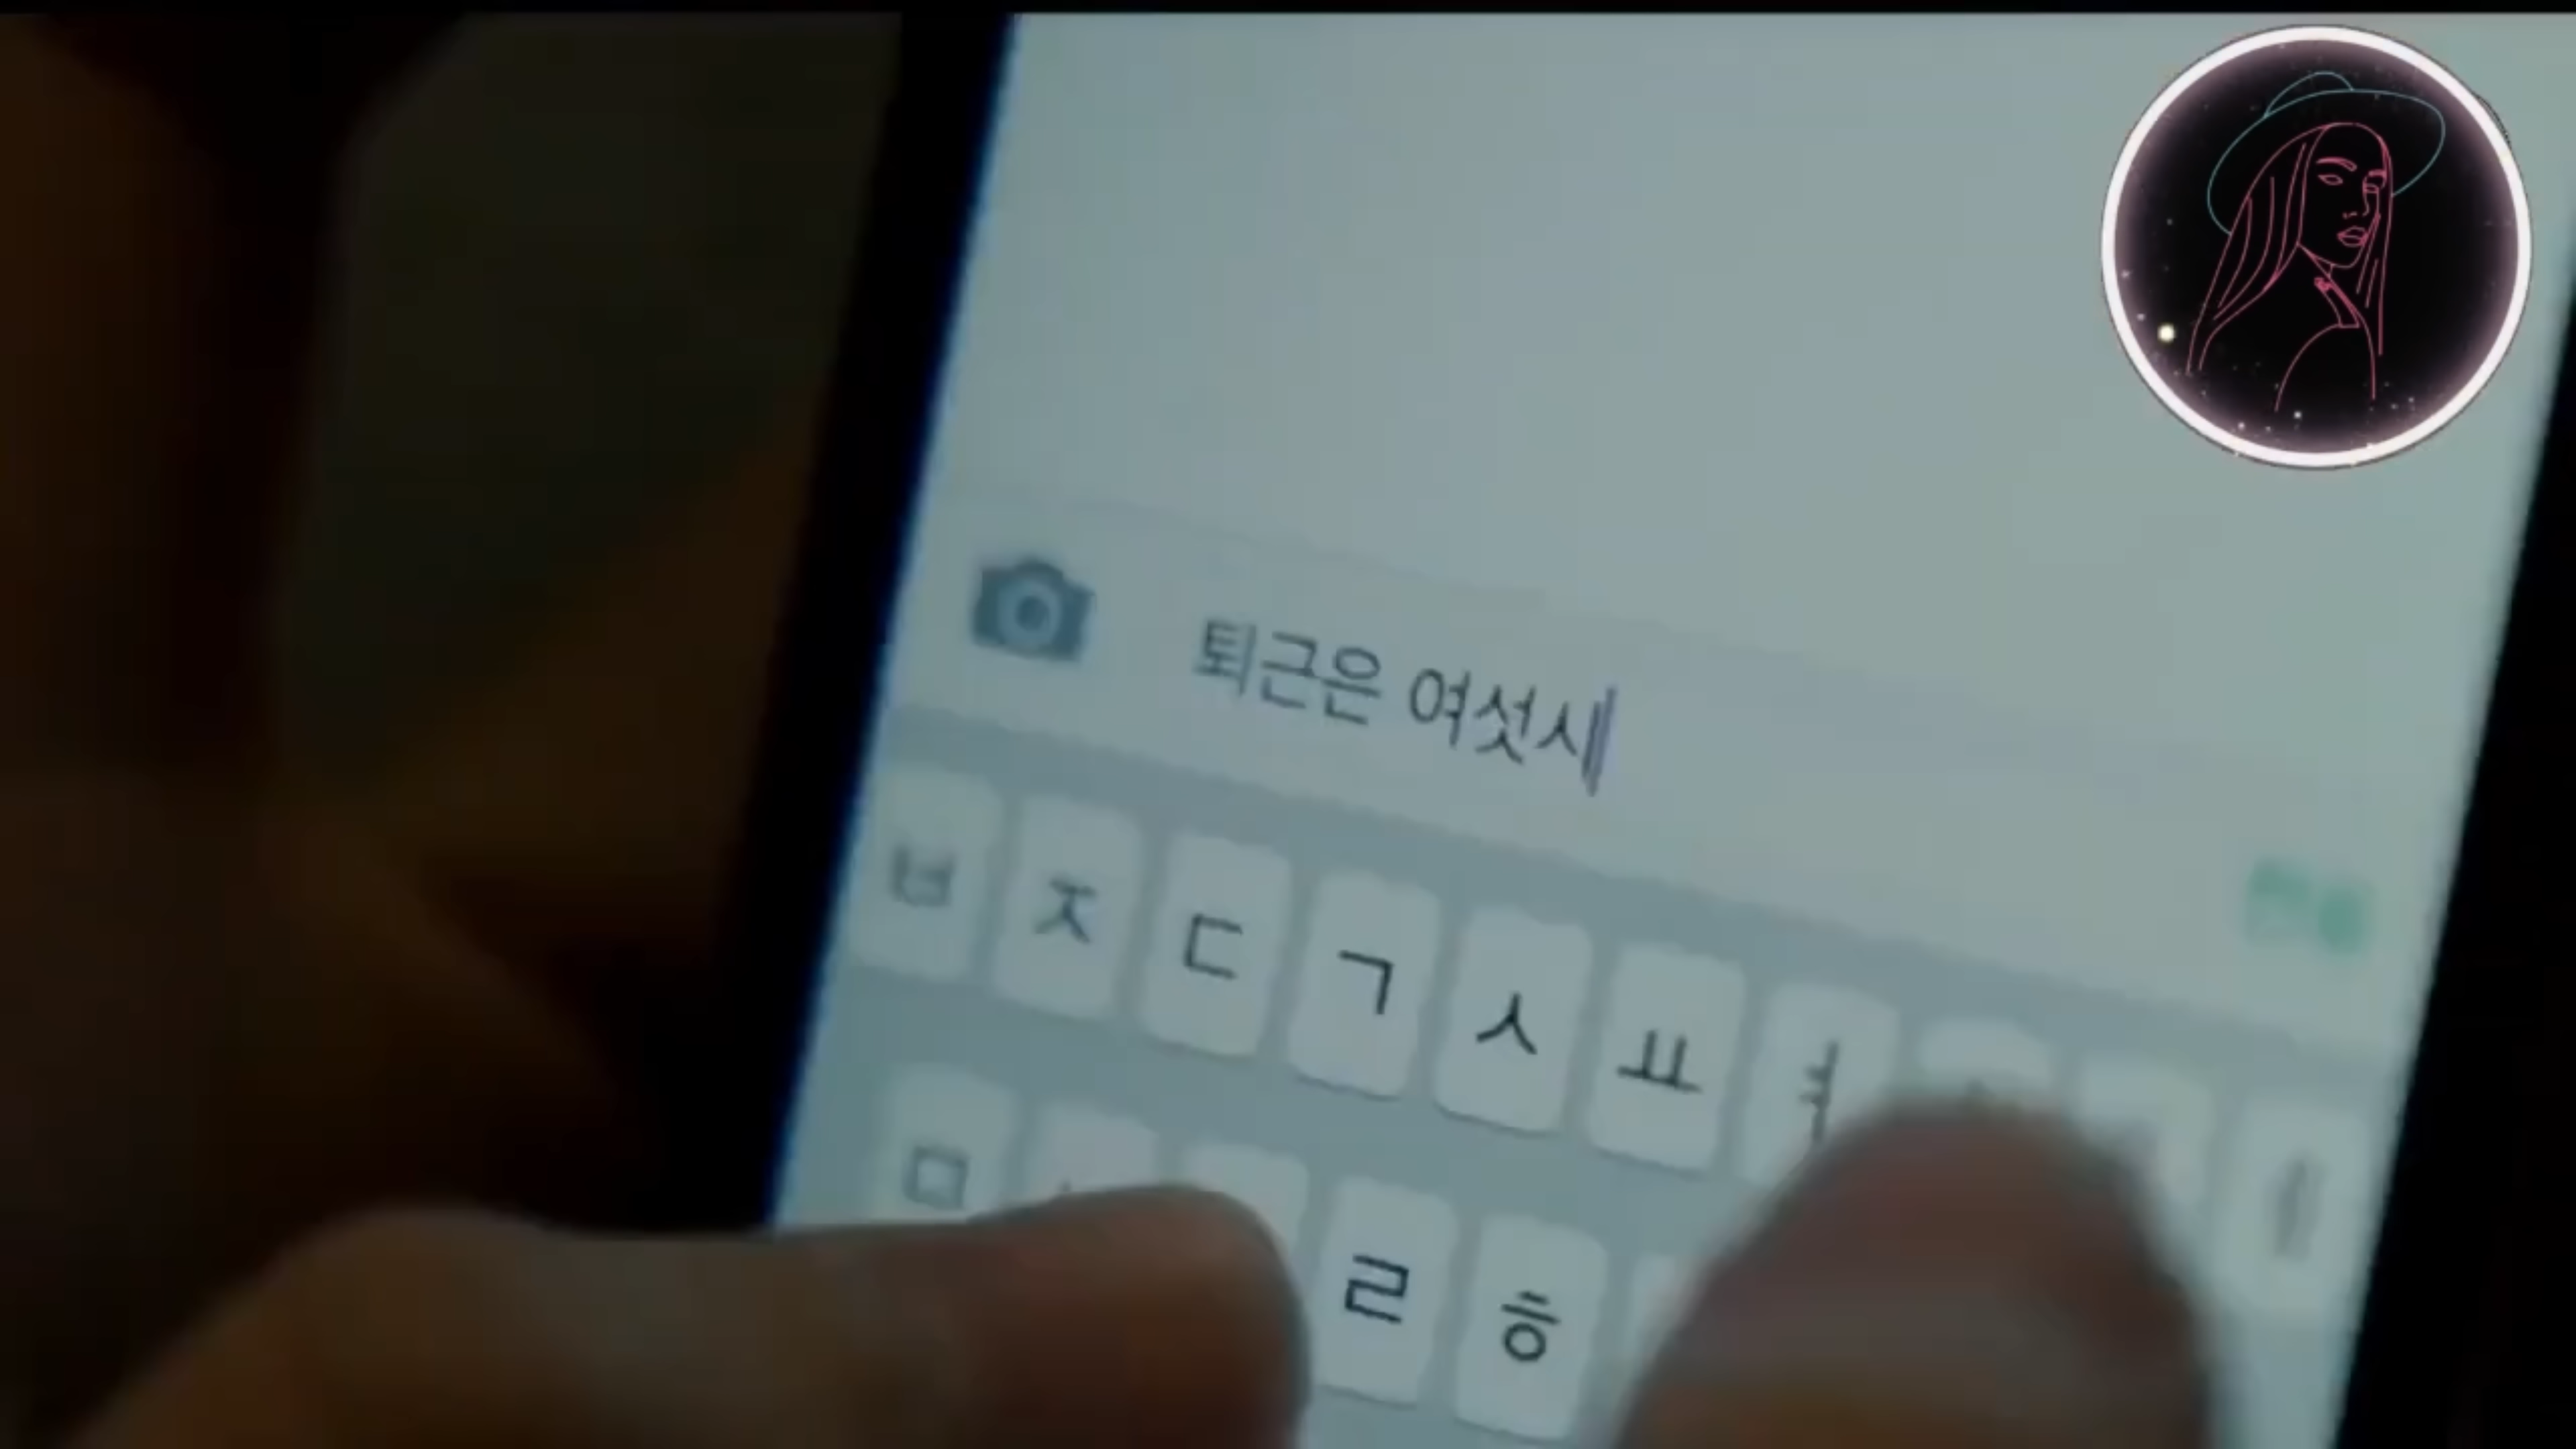 퇴근은 여섯시
ㅂ ㅈ ㄷ ㄱ ㅅ ㅛ ㅕ
ㅁ ㄹ ㅎ